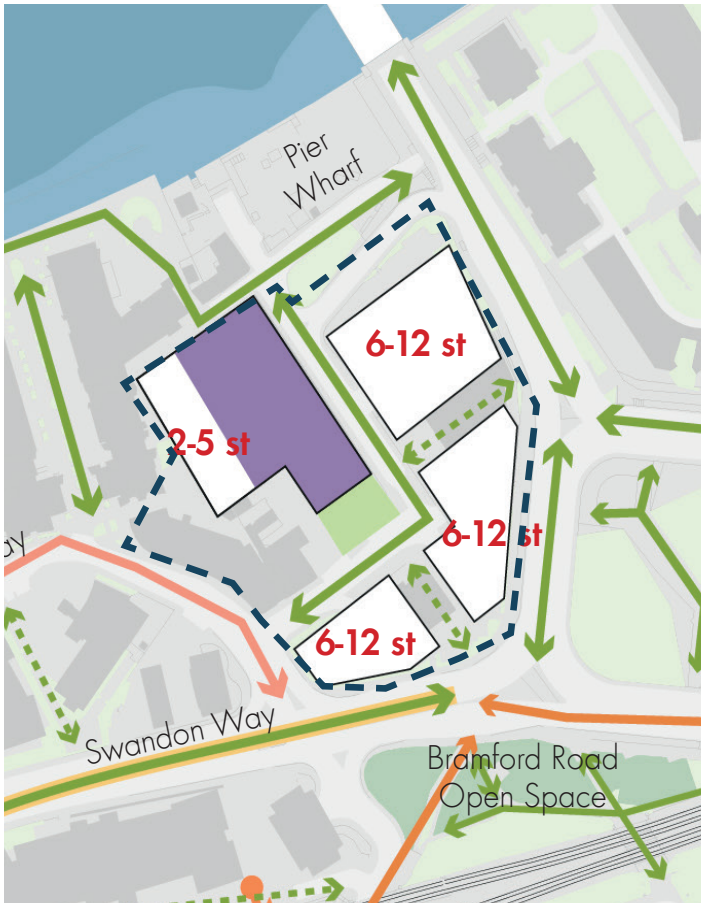 Pier
Wharf
6-12 st
2-5 st
6-12 st
ay
6-12 st
Swandon Way
Bramford Road
Open Space